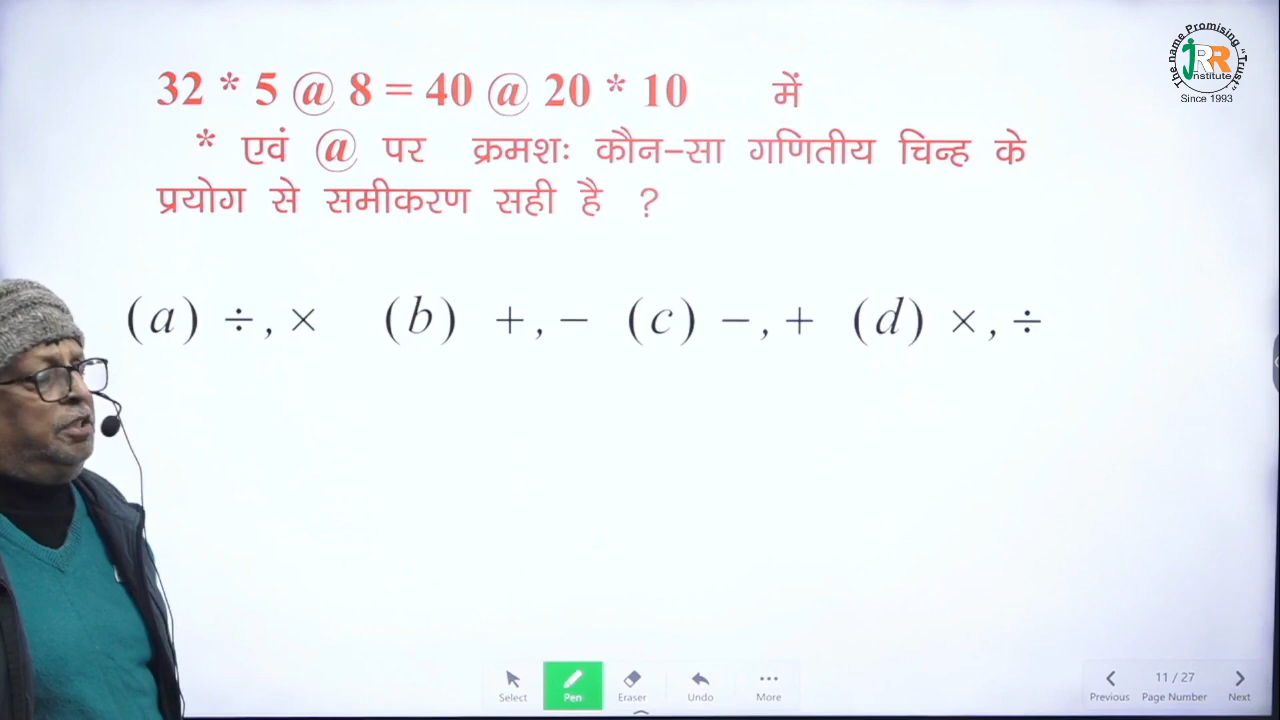 32 * 5 @ 8 = 40 @ 20 * 10 में
* एवं @ पर क्रमशः कौन-सा गणितीय चिन्ह के
प्रयोग से समीकरण सही है ?
(a) ÷, × (b) +, − (c) −, + (d) ×, ÷
The name Promising "Trust"
JRR
institute
Since 1993
Select
Pen
Eraser
Undo
More
Previous
11 / 27
Page Number
Next